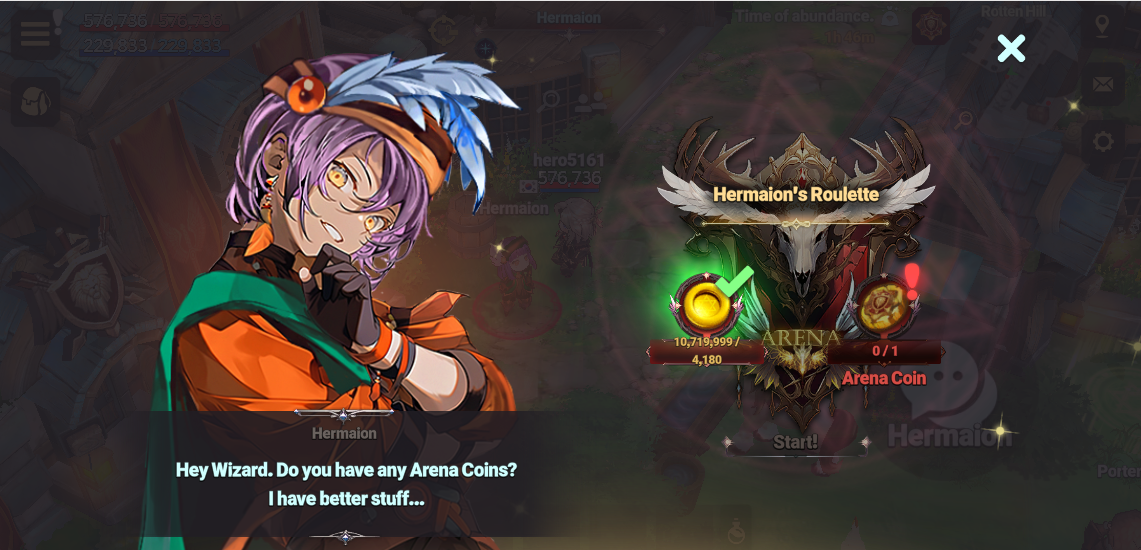 576,736 / 576,736
229,833 / 229,833
Hermaion
Time of abundance.
Rotten Hill
hero5161
576,736
Hermaion
Hermaion's Roulette
10,719,999 /
4,180
ARENA
0 / 1
Arena Coin
Start!
Hermaion
Porter
Hermaion
Hey Wizard. Do you have any Arena Coins?
I have better stuff...